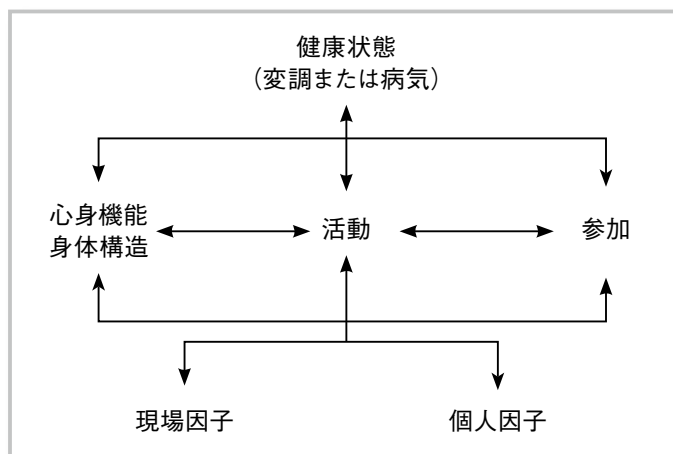 健康状態
（変調または病気）
心身機能
身体構造
活動
参加
現場因子
個人因子